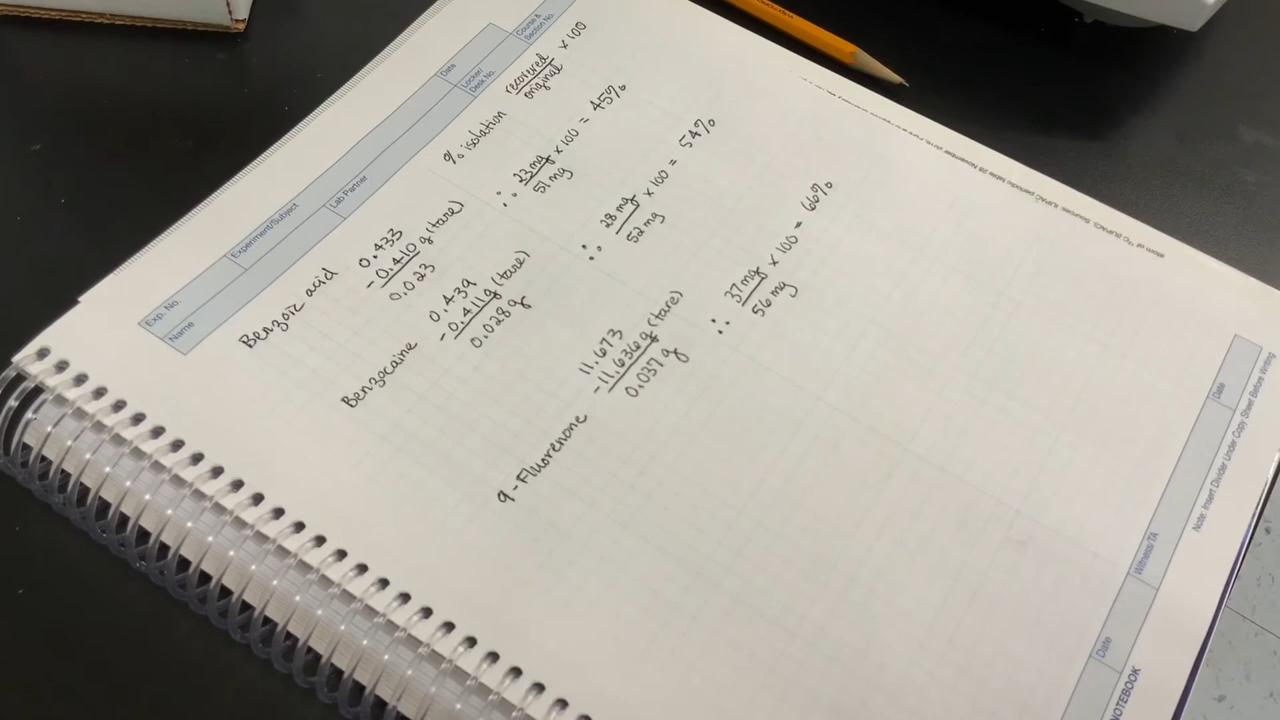 Exp. No.
Experiment/Subject
Date
Name
Lab Partner
Locker/
Desk No.
Course &
Section No.
% isolation recovered
original × 100
Benzoic acid
0.433
-0.410 g (tare)
0.023
∴ 23mg
51 mg × 100 = 45%
Benzocaine
0.439
-0.411g (tare)
0.028 g
∴ 28 mg
52 mg × 100 = 54%
9-Fluorenone
11.673
-11.636 g (tare)
0.037 g
∴ 37 mg
56 mg × 100 = 66%
Date
Witness/TA
Date
Note: Insert Divider Under Copy Sheet Before Writing
NOTEBOOK